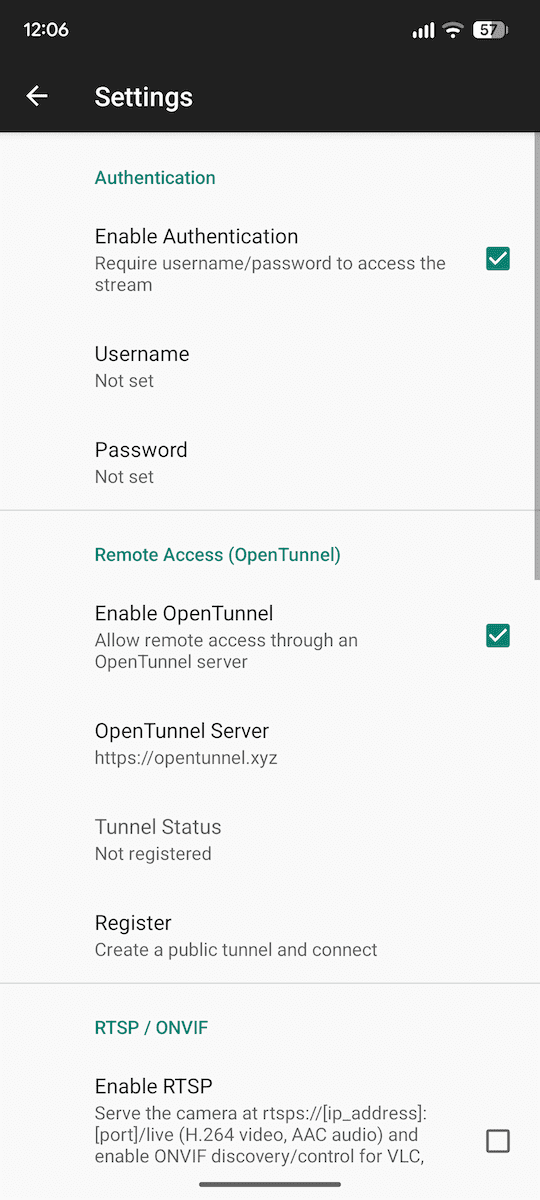 12:06
57
Settings
Authentication
Enable Authentication
Require username/password to access the
stream
Username
Not set
Password
Not set
Remote Access (OpenTunnel)
Enable OpenTunnel
Allow remote access through an
OpenTunnel server
OpenTunnel Server
https://opentunnel.xyz
Tunnel Status
Not registered
Register
Create a public tunnel and connect
RTSP / ONVIF
Enable RTSP
Serve the camera at rtsps://[ip_address]:
[port]/live (H.264 video, AAC audio) and
enable ONVIF discovery/control for VLC,